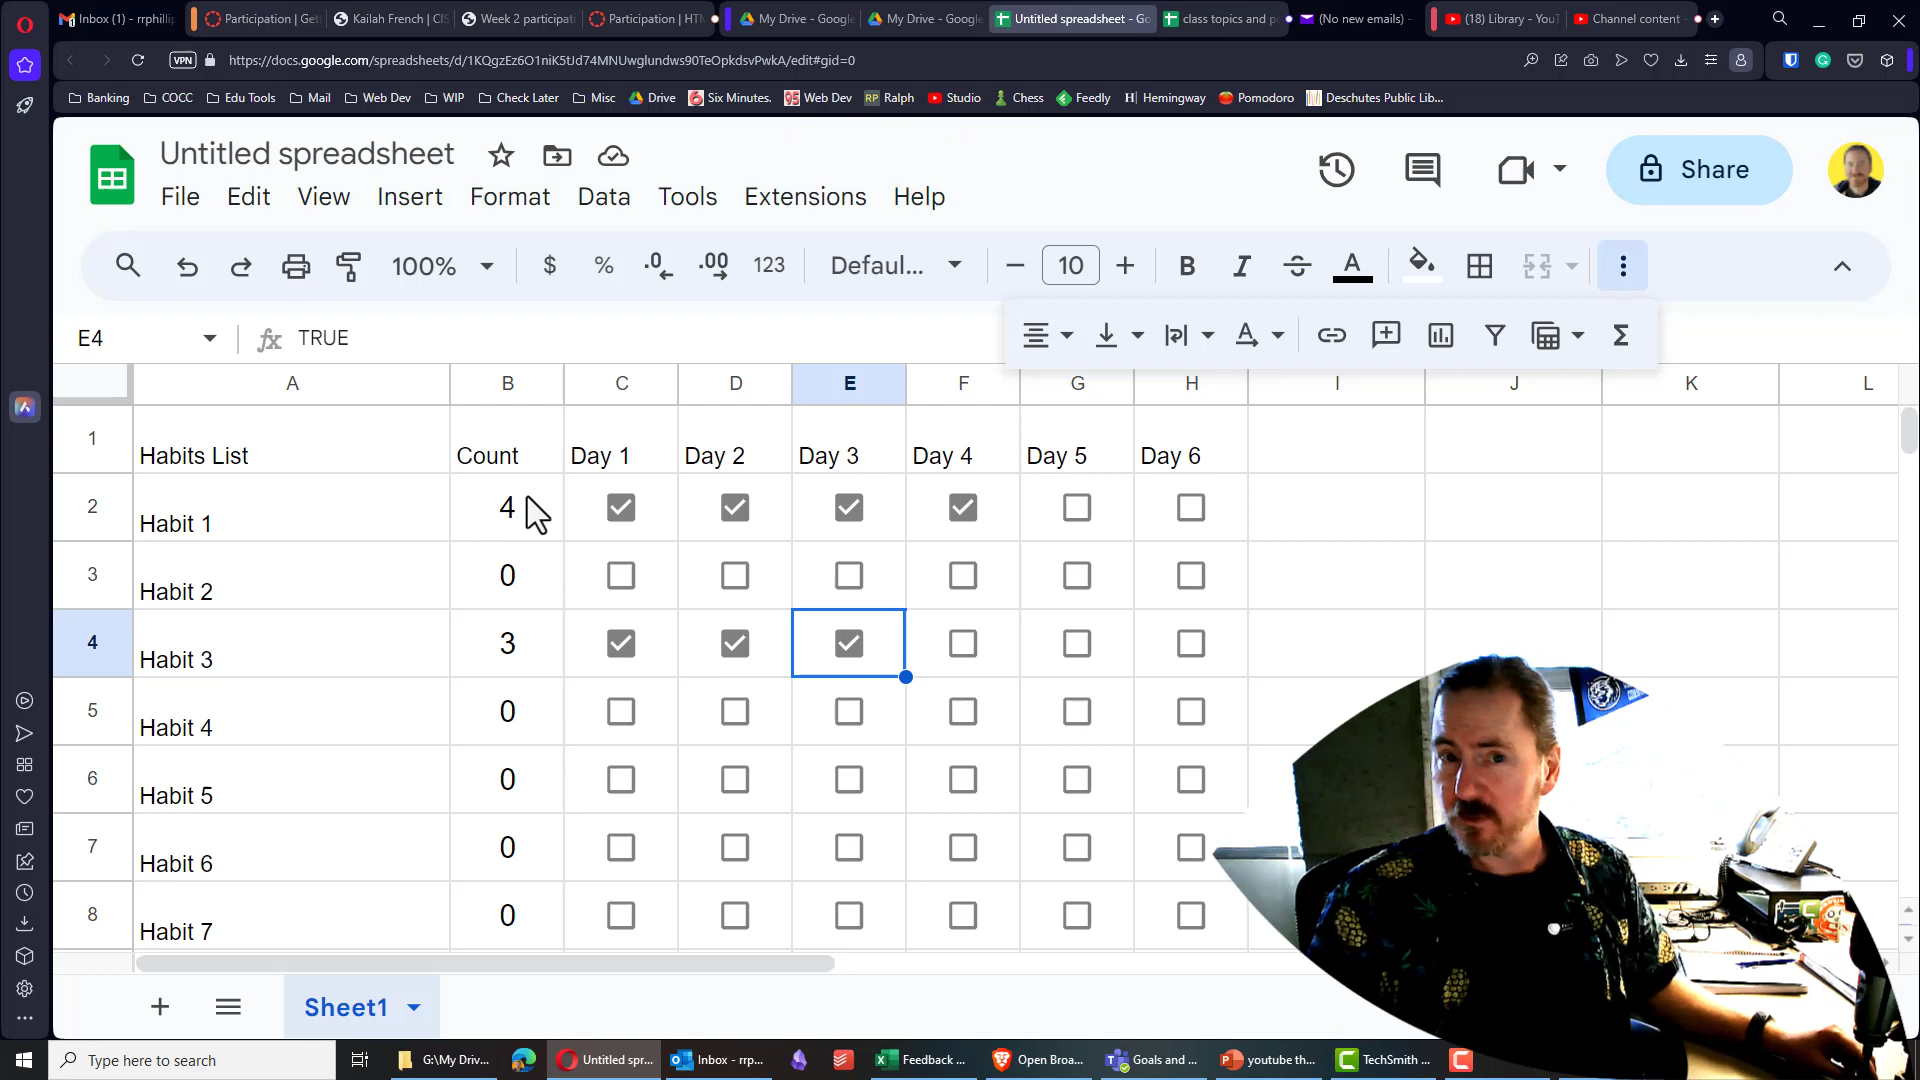 Inbox (1) - rrphillip
Participation | Get
Kailah French | CIS
Week 2 participati
Participation | HTM
My Drive - Google
My Drive - Google
Untitled spreadsheet - Go
class topics and p
(No new emails) -
(18) Library - YouT
Channel content -
VPN
https://docs.google.com/spreadsheets/d/1KQgzEz6O1niK5tUd74MNUwglundws90TeOpkdsvPwkA/edit#gid=0
Banking COCC Edu Tools Mail Web Dev WIP Check Later Misc Drive Six Minutes. Web Dev Ralph Studio Chess Feedly Hemingway Pomodoro Deschutes Public Lib...
Untitled spreadsheet
Share
File Edit View Insert Format Data Tools Extensions Help
100% $ % .0 .00 123 Defaul... 10 B I A
E4 TRUE
A B C D E F G H I J K L
1 Habits List Count Day 1 Day 2 Day 3 Day 4 Day 5 Day 6
2 Habit 1 4
3 Habit 2 0
4 Habit 3 3
5 Habit 4 0
6 Habit 5 0
7 Habit 6 0
8 Habit 7 0
Sheet1
Type here to search
G:\My Driv...
Untitled spr...
Inbox - rrp...
Feedback ...
Open Broa...
Goals and ...
youtube th...
TechSmith ...